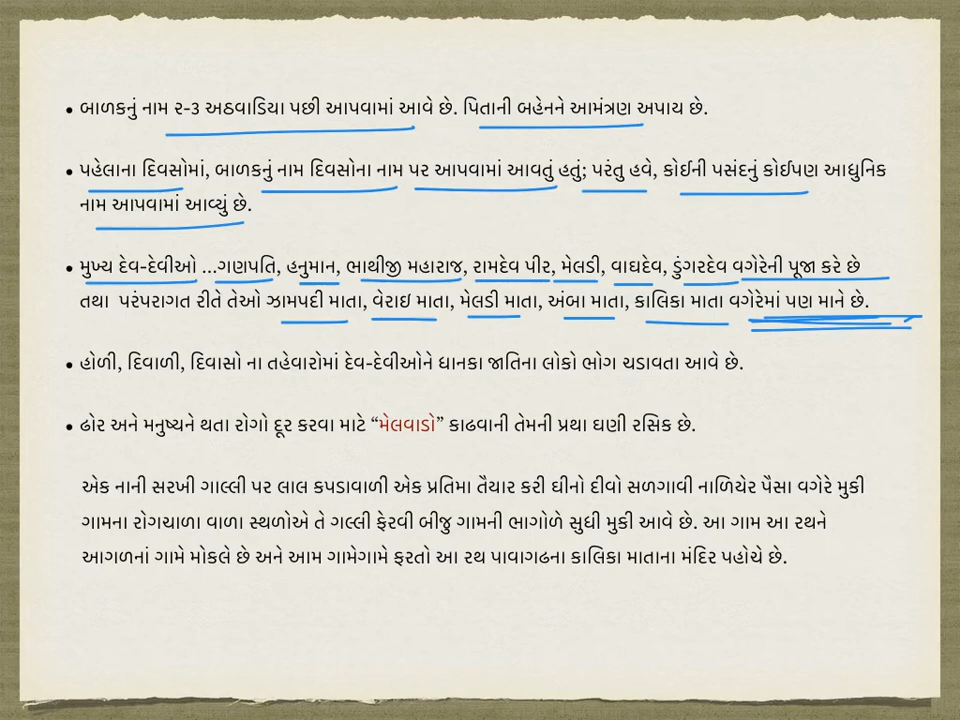 • બાળકનું નામ ૨-૩ અઠવાડિયા પછી આપવામાં આવે છે. પિતાની બહેનને આમંત્રણ અપાય છે.
• પહેલાના દિવસોમાં, બાળકનું નામ દિવસોના નામ પર આપવામાં આવતું હતું; પરંતુ હવે, કોઈની પસંદનું કોઈપણ આધુનિક
નામ આપવામાં આવ્યું છે.
• મુખ્ય દેવ-દેવીઓ ...ગણપતિ, હનુમાન, ભાથીજી મહારાજ, રામદેવ પીર, મેલડી, વાઘદેવ, ડુંગરદેવ વગેરેની પૂજા કરે છે
તથા પરંપરાગત રીતે તેઓ ઝામપદી માતા, વેરાઇ માતા, મેલડી માતા, અંબા માતા, કાલિકા માતા વગેરેમાં પણ માને છે.
• હોળી, દિવાળી, દિવાસો ના તહેવારોમાં દેવ-દેવીઓને ધાનકા જાતિના લોકો ભોગ ચડાવતા આવે છે.
• ઢોર અને મનુષ્યને થતા રોગો દૂર કરવા માટે “મેલવાડો” કાઢવાની તેમની પ્રથા ઘણી રસિક છે.
એક નાની સરખી ગાલ્લી પર લાલ કપડાવાળી એક પ્રતિમા તૈયાર કરી ઘીનો દીવો સળગાવી નાળિયેર પૈસા વગેરે મુકી
ગામના રોગચાળા વાળા સ્થળોએ તે ગલ્લી ફેરવી બીજુ ગામની ભાગોળે સુધી મુકી આવે છે. આ ગામ આ રથને
આગળનાં ગામે મોકલે છે અને આમ ગામેગામે ફરતો આ રથ પાવાગઢના કાલિકા માતાના મંદિર પહોચે છે.